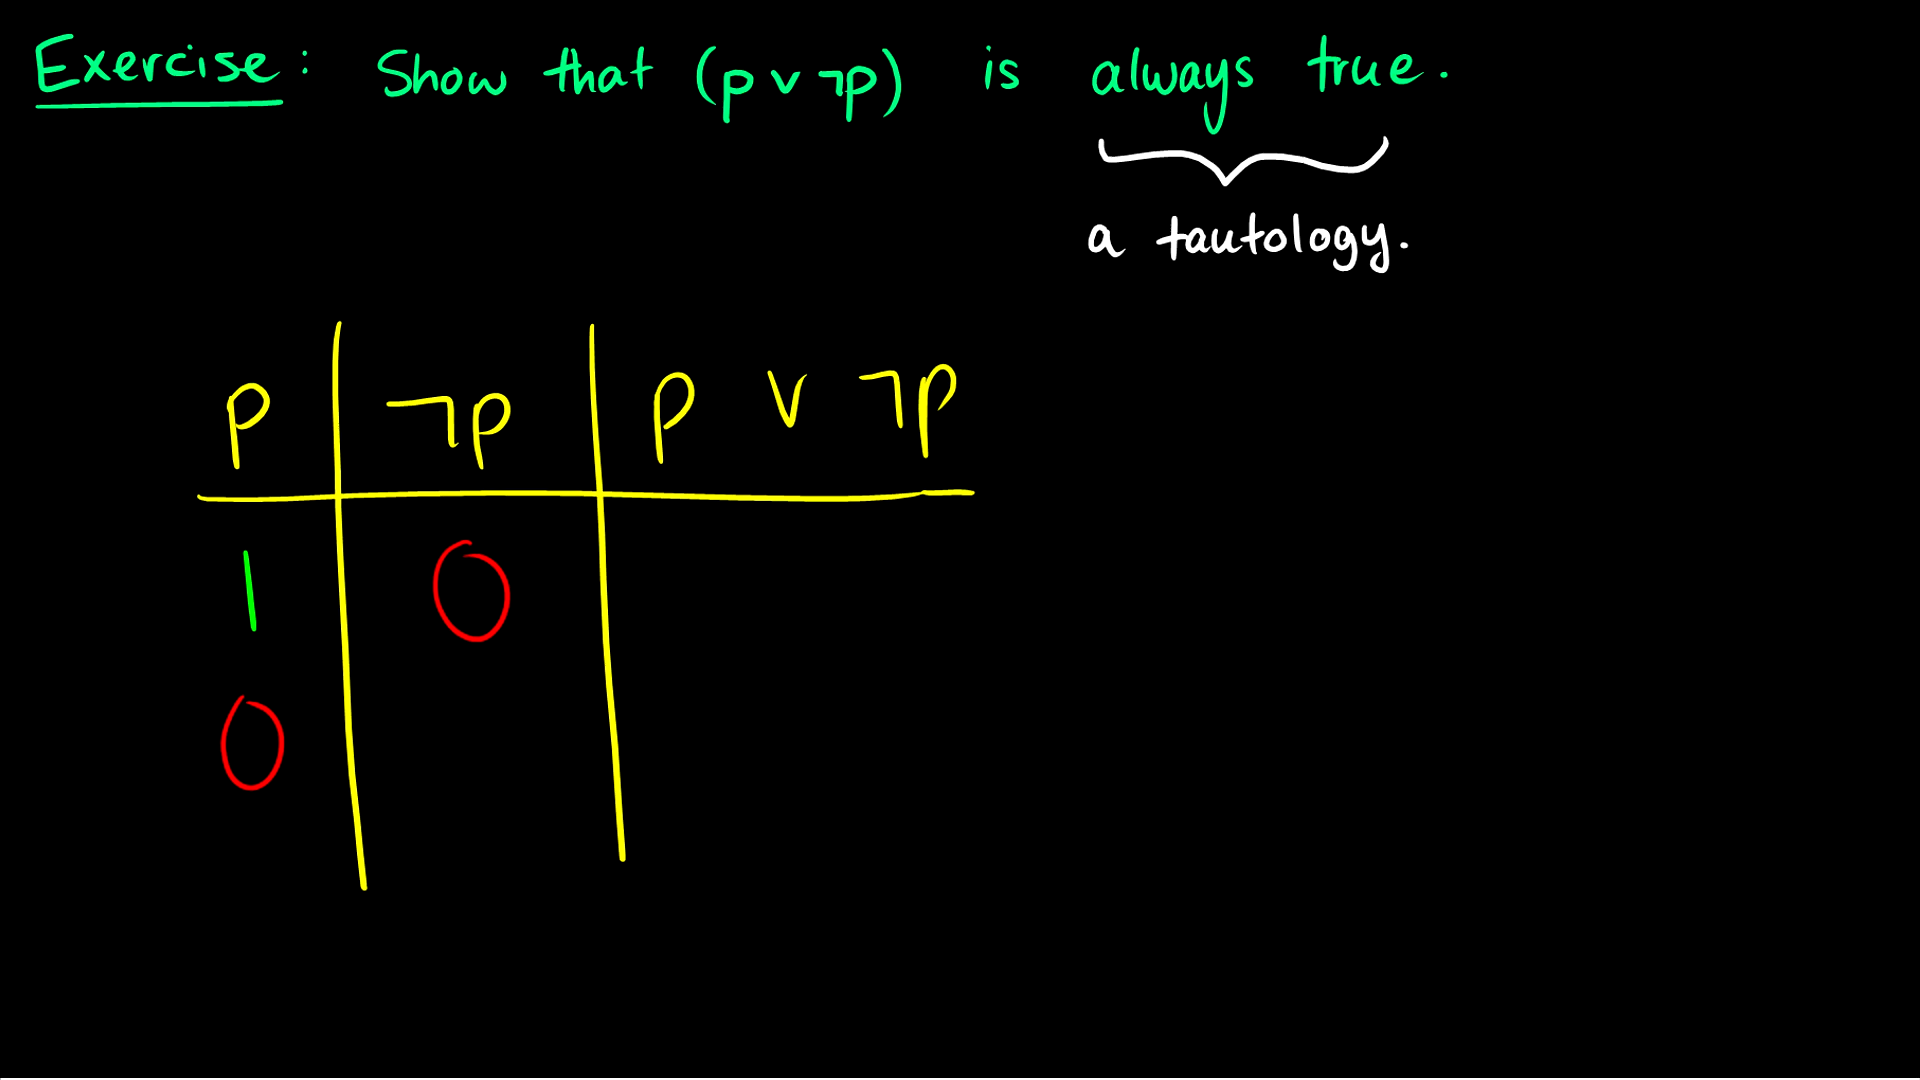 Exercise: Show that (p ∨ ¬p) is always true.
a tautology.
p ¬p p ∨ ¬p
1 0
0